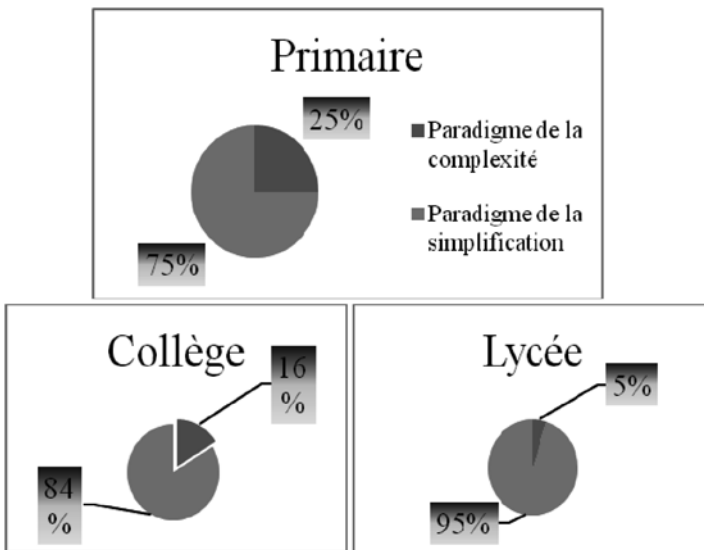 Primaire
25%
Paradigme de la
complexité
Paradigme de la
simplification
75%
Collège
16
%
84
%
Lycée
5%
95%